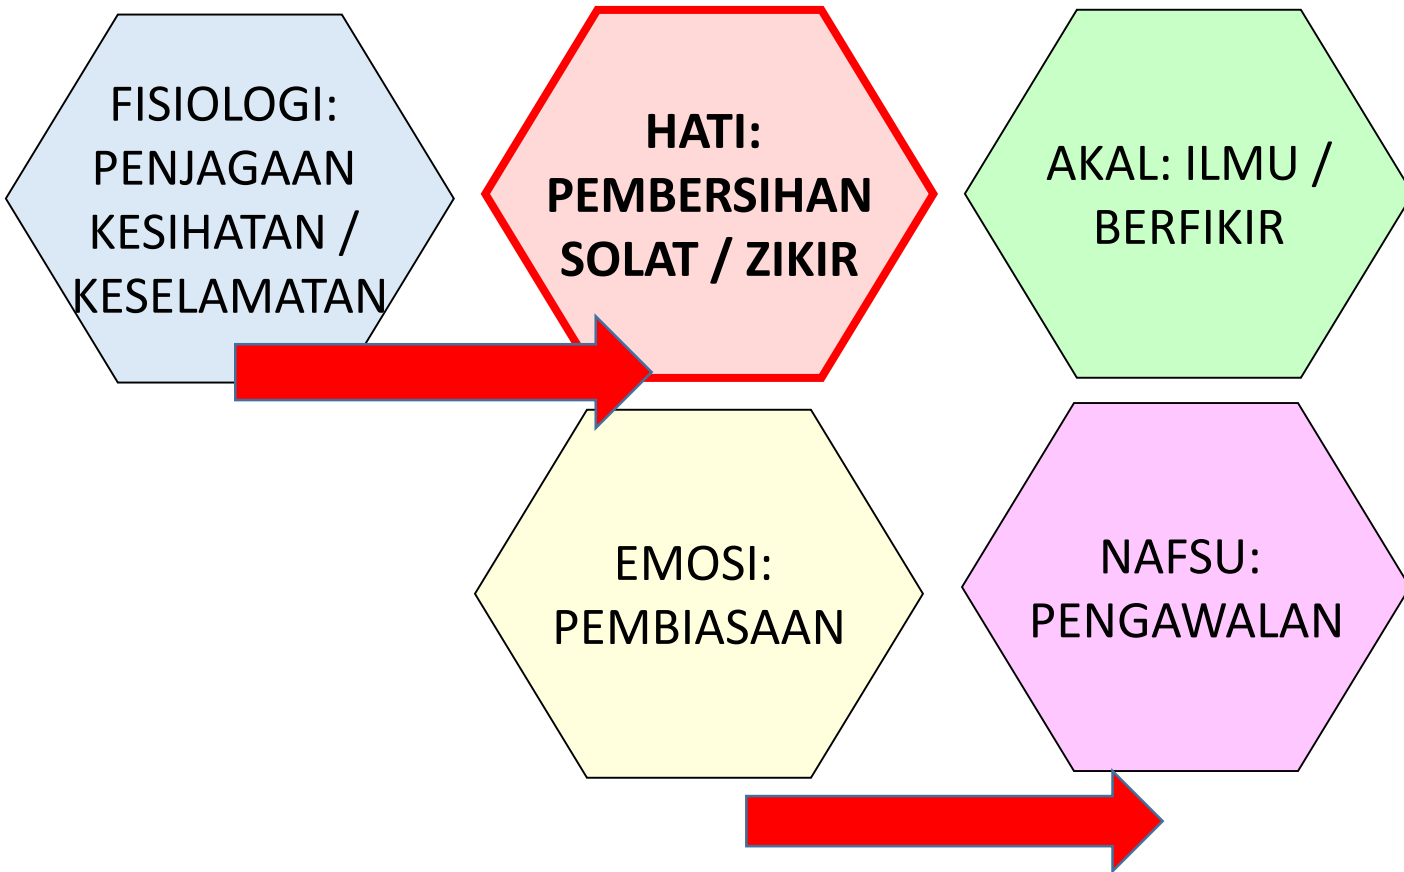 FISIOLOGI:
PENJAGAAN
KESIHATAN /
KESELAMATAN
HATI:
PEMBERSIHAN
SOLAT / ZIKIR
AKAL: ILMU /
BERFIKIR
EMOSI:
PEMBIASAAN
NAFSU:
PENGAWALAN